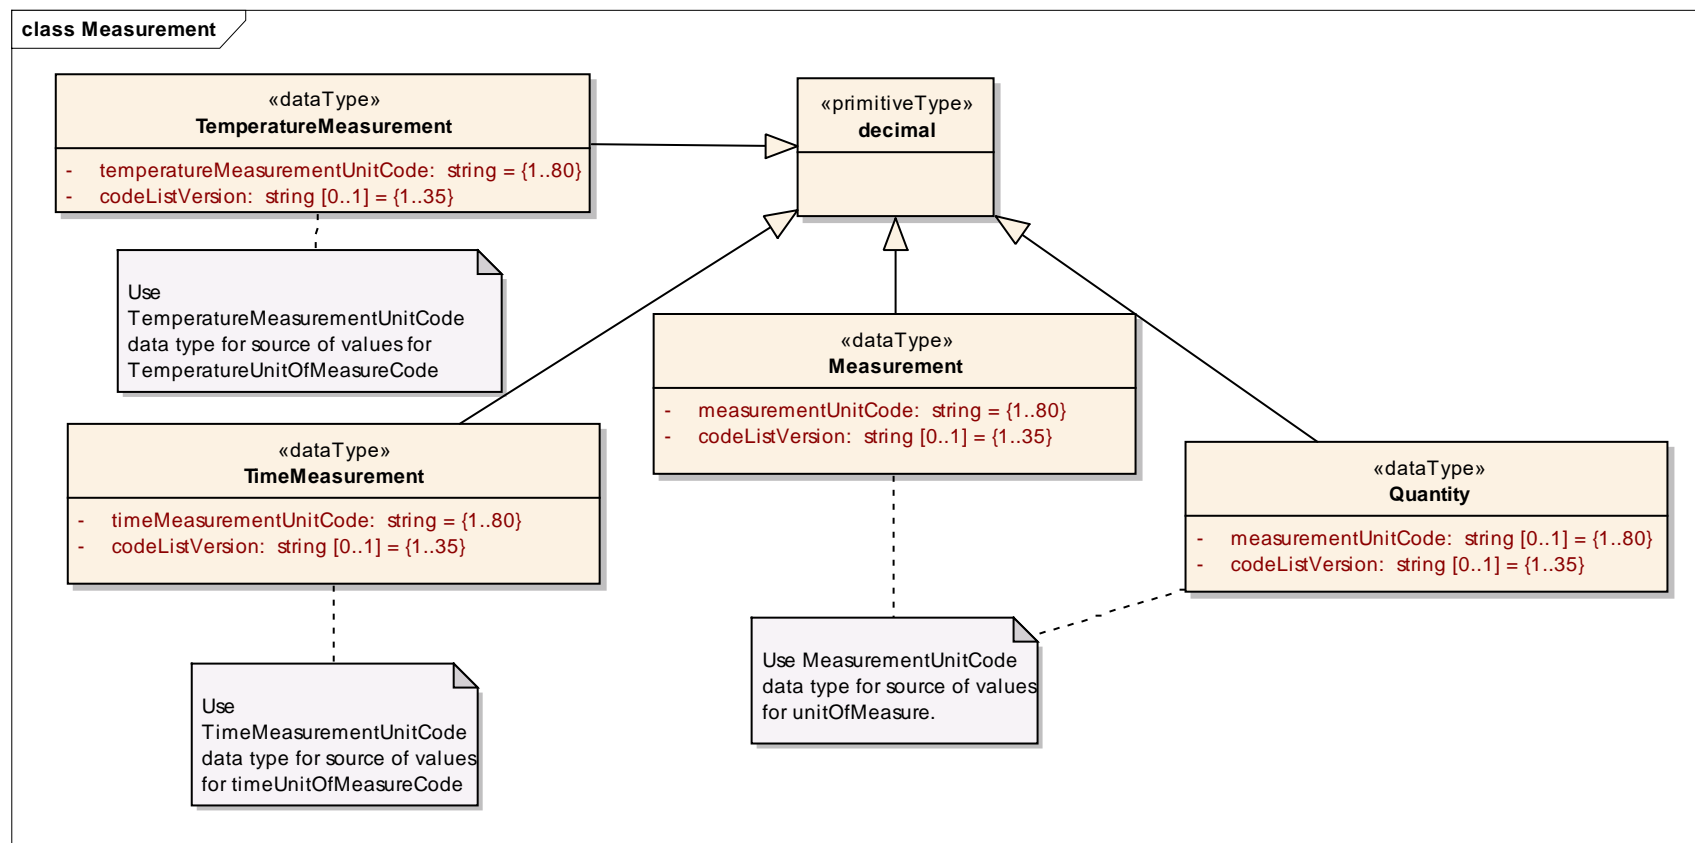 class Measurement
«dataType»
TemperatureMeasurement
- temperatureMeasurementUnitCode: string = {1..80}
- codeListVersion: string [0..1] = {1..35}
«primitiveType»
decimal
Use
TemperatureMeasurementUnitCode
data type for source of values for
TemperatureUnitOfMeasureCode
«dataType»
Measurement
- measurementUnitCode: string = {1..80}
- codeListVersion: string [0..1] = {1..35}
«dataType»
TimeMeasurement
- timeMeasurementUnitCode: string = {1..80}
- codeListVersion: string [0..1] = {1..35}
«dataType»
Quantity
- measurementUnitCode: string [0..1] = {1..80}
- codeListVersion: string [0..1] = {1..35}
Use MeasurementUnitCode
data type for source of values
for unitOfMeasure.
Use
TimeMeasurementUnitCode
data type for source of values
for timeUnitOfMeasureCode